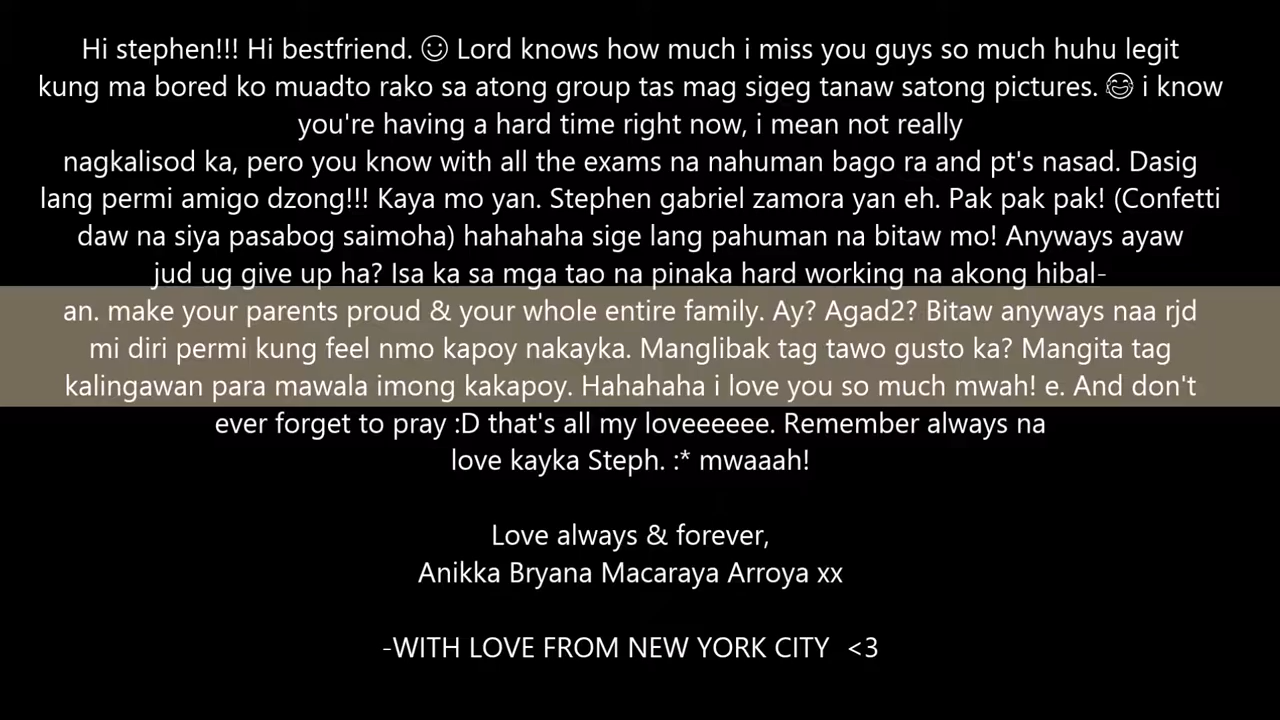 Hi stephen!!! Hi bestfriend. ☺ Lord knows how much i miss you guys so much huhu legit
kung ma bored ko muadto rako sa atong group tas mag sigeg tanaw satong pictures. 😂 i know
you're having a hard time right now, i mean not really
nagkalisod ka, pero you know with all the exams na nahuman bago ra and pt's nasad. Dasig
lang permi amigo dzong!!! Kaya mo yan. Stephen gabriel zamora yan eh. Pak pak pak! (Confetti
daw na siya pasabog saimoha) hahahaha sige lang pahuman na bitaw mo! Anyways ayaw
jud ug give up ha? Isa ka sa mga tao na pinaka hard working na akong hibal-
an. make your parents proud & your whole entire family. Ay? Agad2? Bitaw anyways naa rjd
mi diri permi kung feel nmo kapoy nakayka. Manglibak tag tawo gusto ka? Mangita tag
kalingawan para mawala imong kakapoy. Hahahaha i love you so much mwah! e. And don't
ever forget to pray :D that's all my loveeeeee. Remember always na
love kayka Steph. :* mwaaah!
Love always & forever,
Anikka Bryana Macaraya Arroya xx
-WITH LOVE FROM NEW YORK CITY  <3